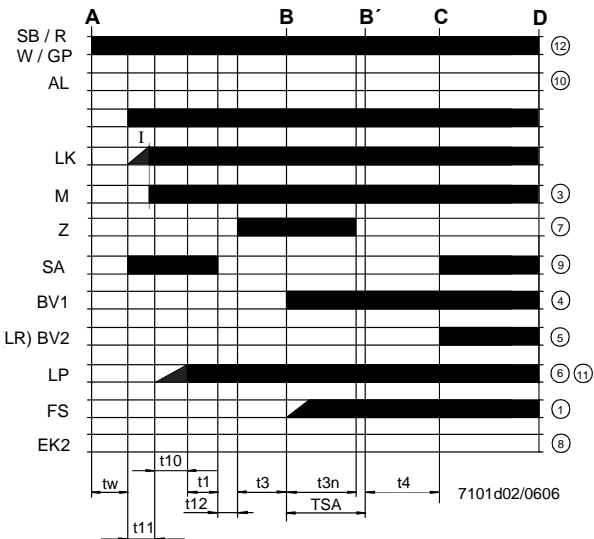 A B B´ C D
SB / R
W / GP 12
AL 10
I
LK
M 3
Z 7
SA 9
BV1 4
LR) BV2 5
LP 6 11
FS 1
EK2 8
t10
tw t1 t3 t3n t4 7101d02/0606
t12 TSA
t11